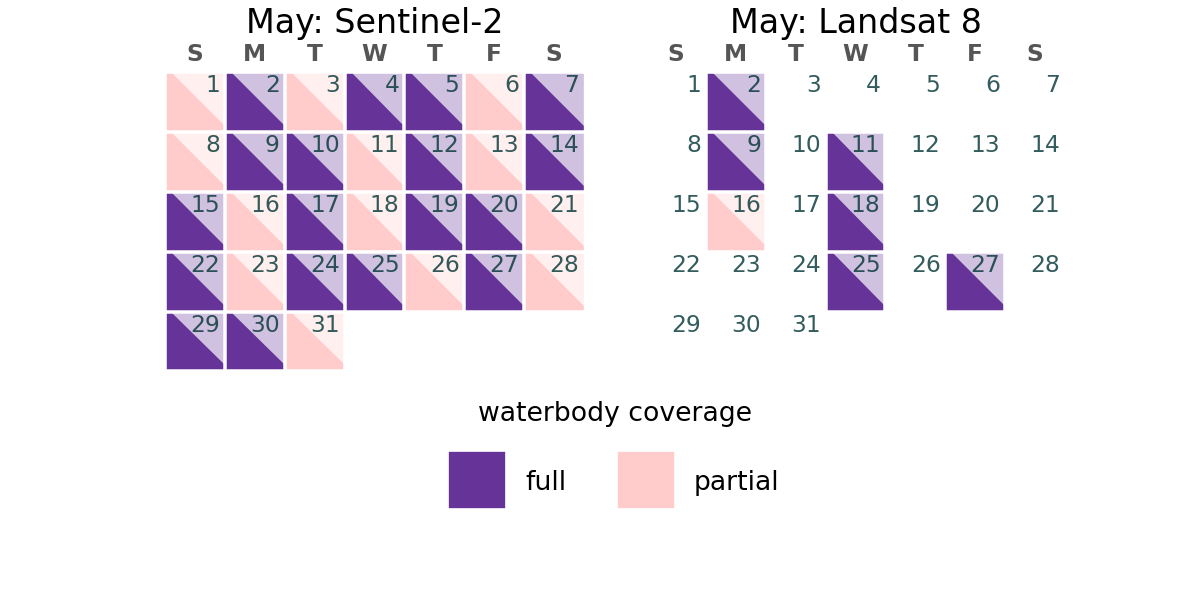 May: Sentinel-2
S M T W T F S
1 2 3 4 5 6 7
8 9 10 11 12 13 14
15 16 17 18 19 20 21
22 23 24 25 26 27 28
29 30 31
May: Landsat 8
S M T W T F S
1 2 3 4 5 6 7
8 9 10 11 12 13 14
15 16 17 18 19 20 21
22 23 24 25 26 27 28
29 30 31
waterbody coverage
full
partial